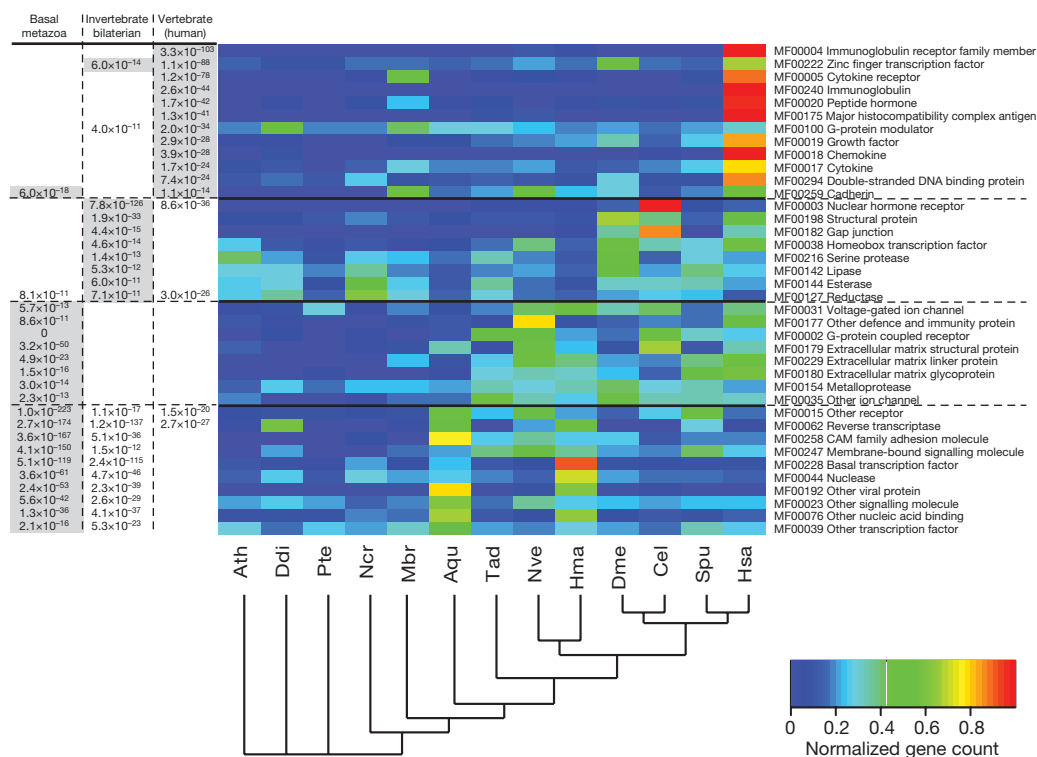 Basal metazoa Invertebrate bilaterian Vertebrate (human)
3.3×10⁻¹⁰³ MF00004 Immunoglobulin receptor family member
6.0×10⁻¹⁴ 1.1×10⁻⁸⁸ MF00222 Zinc finger transcription factor
1.2×10⁻⁷⁸ MF00005 Cytokine receptor
2.6×10⁻⁴⁴ MF00240 Immunoglobulin
1.7×10⁻⁴² MF00020 Peptide hormone
1.3×10⁻⁴¹ MF00175 Major histocompatibility complex antigen
4.0×10⁻¹¹ 2.0×10⁻³⁴ MF00100 G-protein modulator
2.9×10⁻²⁸ MF00019 Growth factor
3.9×10⁻²⁸ MF00018 Chemokine
1.7×10⁻²⁴ MF00017 Cytokine
7.4×10⁻²⁴ MF00294 Double-stranded DNA binding protein
6.0×10⁻¹⁸ 1.1×10⁻¹⁴ MF00259 Cadherin
7.8×10⁻¹²⁶ 8.6×10⁻³⁶ MF00003 Nuclear hormone receptor
1.9×10⁻³³ MF00198 Structural protein
4.4×10⁻¹⁵ MF00182 Gap junction
4.6×10⁻¹⁴ MF00038 Homeobox transcription factor
1.4×10⁻¹³ MF00216 Serine protease
5.3×10⁻¹² MF00142 Lipase
6.0×10⁻¹¹ MF00144 Esterase
8.1×10⁻¹¹ 7.1×10⁻¹¹ 3.0×10⁻²⁶ MF00127 Reductase
5.7×10⁻¹³ MF00031 Voltage-gated ion channel
8.6×10⁻¹¹ MF00177 Other defence and immunity protein
0 MF00002 G-protein coupled receptor
3.2×10⁻⁵⁰ MF00179 Extracellular matrix structural protein
4.9×10⁻²³ MF00229 Extracellular matrix linker protein
1.5×10⁻¹⁶ MF00180 Extracellular matrix glycoprotein
3.0×10⁻¹⁴ MF00154 Metalloprotease
2.3×10⁻¹³ MF00035 Other ion channel
1.0×10⁻²²³ 1.1×10⁻¹⁷ 1.5×10⁻²⁰ MF00015 Other receptor
2.7×10⁻¹⁷⁴ 1.2×10⁻¹³⁷ 2.7×10⁻²⁷ MF00062 Reverse transcriptase
3.6×10⁻¹⁶⁷ 5.1×10⁻³⁶ MF00258 CAM family adhesion molecule
4.1×10⁻¹⁵⁰ 1.5×10⁻¹² MF00247 Membrane-bound signalling molecule
5.1×10⁻¹¹⁹ 2.4×10⁻¹¹⁵ MF00228 Basal transcription factor
3.6×10⁻⁶¹ 4.7×10⁻⁴⁶ MF00044 Nuclease
2.4×10⁻⁵³ 2.3×10⁻³⁹ MF00192 Other viral protein
5.6×10⁻⁴² 2.6×10⁻²⁹ MF00023 Other signalling molecule
1.3×10⁻³⁶ 4.1×10⁻³⁷ MF00076 Other nucleic acid binding
2.1×10⁻¹⁶ 5.3×10⁻²³ MF00039 Other transcription factor
Ath Ddi Pte Ncr Mbr Aqu Tad Nve Hma Dme Cel Spu Hsa
0 0.2 0.4 0.6 0.8
Normalized gene count